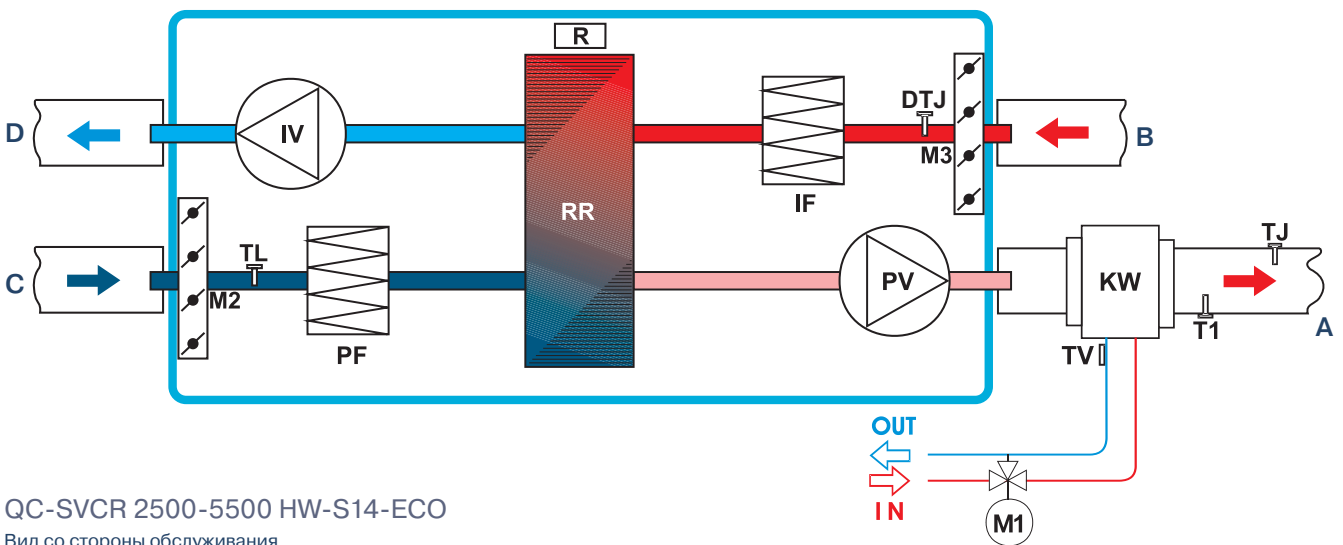 R
D
IV
DTJ
M3
B
RR
IF
C
TL
M2
PF
PV
KW
TJ
T1
A
TV
OUT
IN
M1
QC-SVCR 2500-5500 HW-S14-ECO
Вид со стороны обслуживания